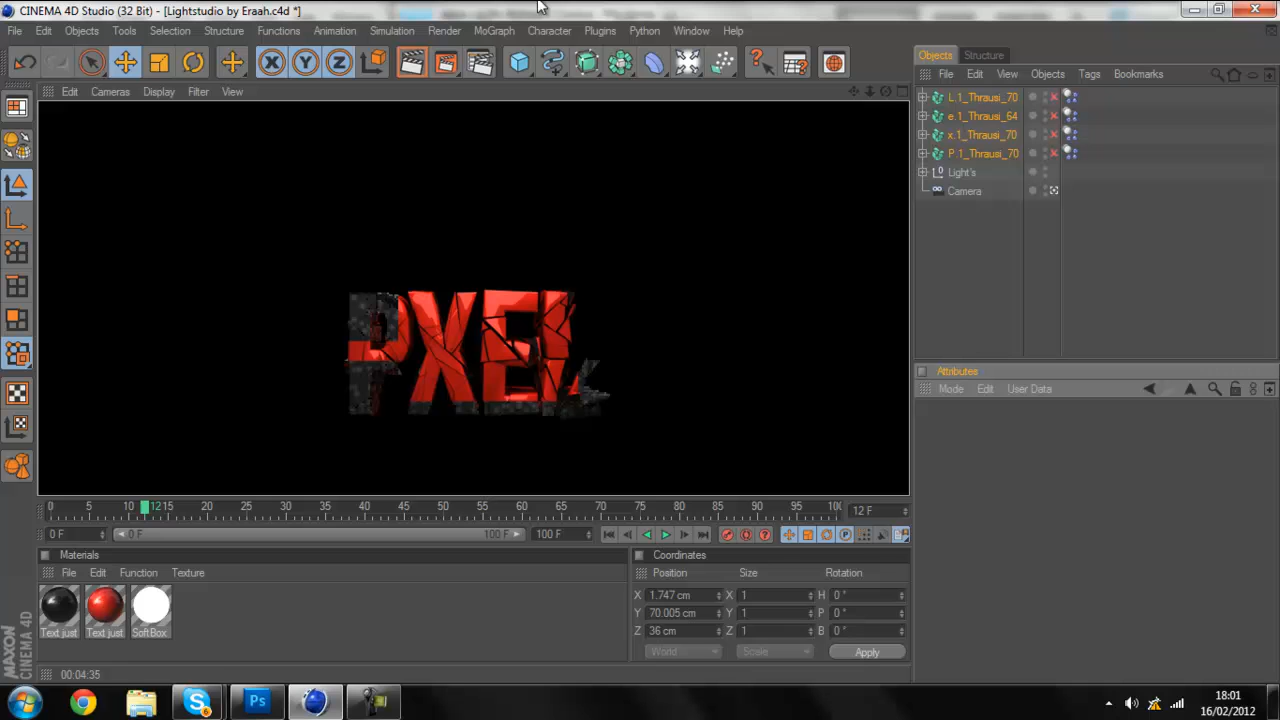 CINEMA 4D Studio (32 Bit) - [Lightstudio by Eraah.c4d *]
File Edit Objects Tools Selection Structure Functions Animation Simulation Render MoGraph Character Plugins Python Window Help
X Y Z
Edit Cameras Display Filter View
Objects Structure
File Edit View Objects Tags Bookmarks
L.1_Thrausi_70
e.1_Thrausi_64
x.1_Thrausi_70
P.1_Thrausi_70
Light's
Camera
PXEL
Attributes
Mode Edit User Data
0 5 10 12 15 20 25 30 35 40 45 50 55 60 65 70 75 80 85 90 95 100
12 F
0 F 0 F 100 F 100 F
Materials
File Edit Function Texture
Text just Text just SoftBox
Coordinates
Position Size Rotation
X 1.747 cm X 1 H 0 °
Y 70.005 cm Y 1 P 0 °
Z 36 cm Z 1 B 0 °
World Scale Apply
MAXON
CINEMA 4D
00:04:35
S 6 Ps
18:01
16/02/2012